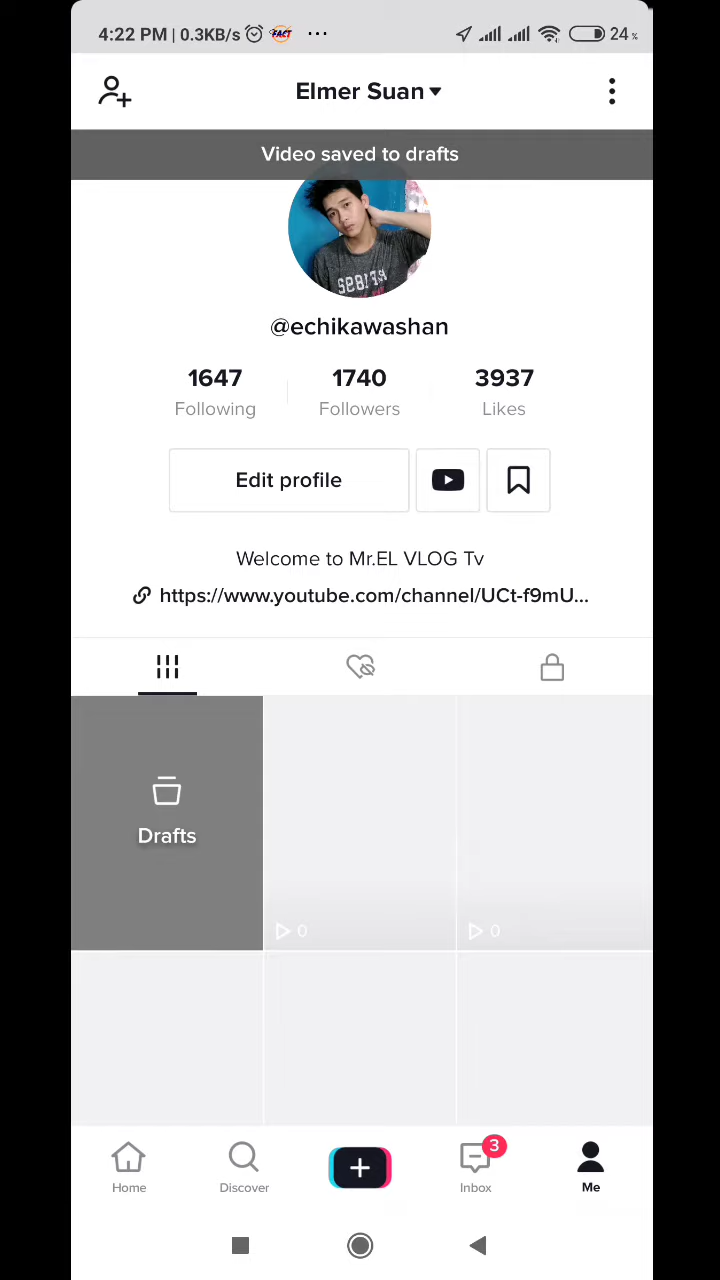 4:22 PM | 0.3KB/s FACT ... 24%
Elmer Suan
Video saved to drafts
@echikawashan
1647 1740 3937
Following Followers Likes
Edit profile
Welcome to Mr.EL VLOG Tv
https://www.youtube.com/channel/UCt-f9mU...
Drafts
0 0
3
Home Discover Inbox Me